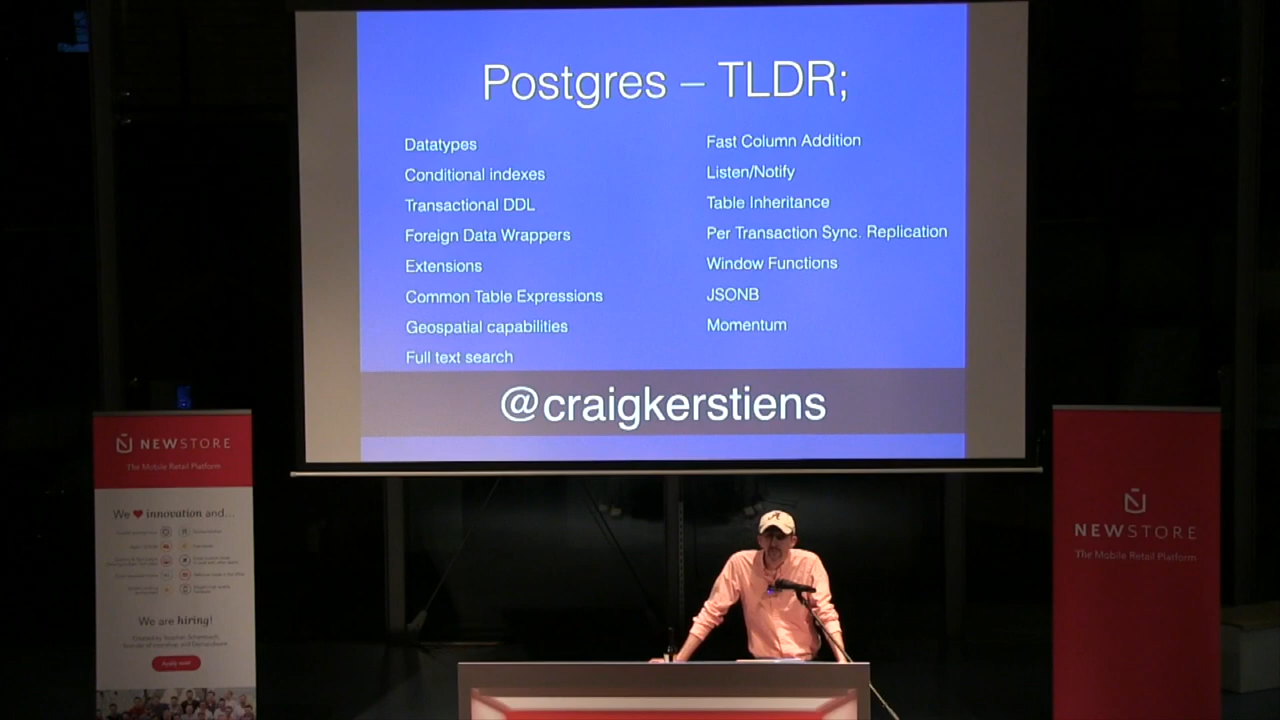 Postgres – TLDR;
Datatypes
Conditional indexes
Transactional DDL
Foreign Data Wrappers
Extensions
Common Table Expressions
Geospatial capabilities
Full text search
Fast Column Addition
Listen/Notify
Table Inheritance
Per Transaction Sync. Replication
Window Functions
JSONB
Momentum
@craigkerstiens
NEWSTORE
The Mobile Retail Platform
We ❤ innovation and...
We are hiring!
Apply now
NEWSTORE
The Mobile Retail Platform